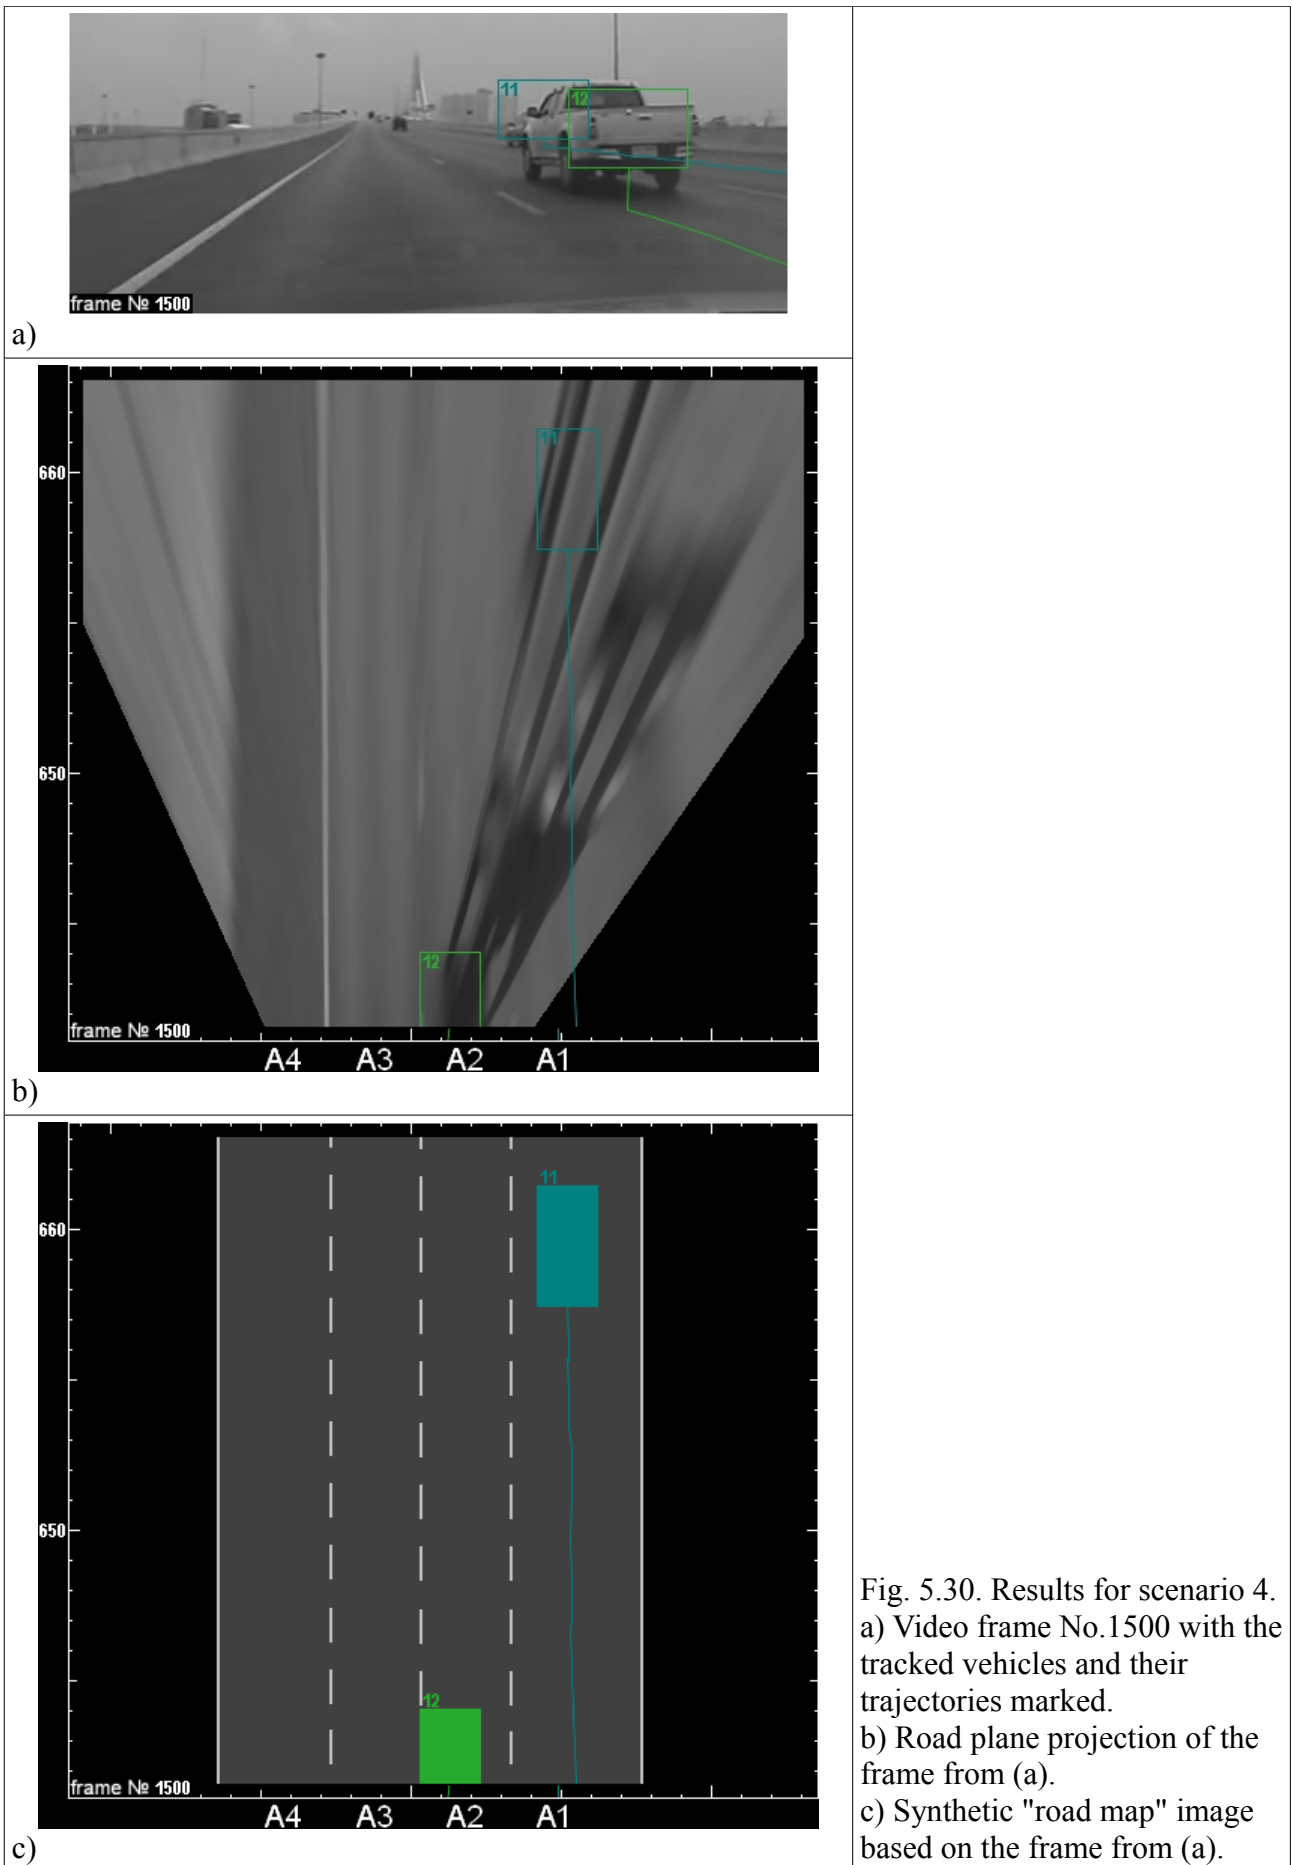 11
12
frame № 1500
a)
11
660
650
12
frame № 1500
A4 A3 A2 A1
b)
11
660
650
12
frame № 1500
A4 A3 A2 A1
c)
Fig. 5.30. Results for scenario 4.
a) Video frame No.1500 with the
tracked vehicles and their
trajectories marked.
b) Road plane projection of the
frame from (a).
c) Synthetic "road map" image
based on the frame from (a).